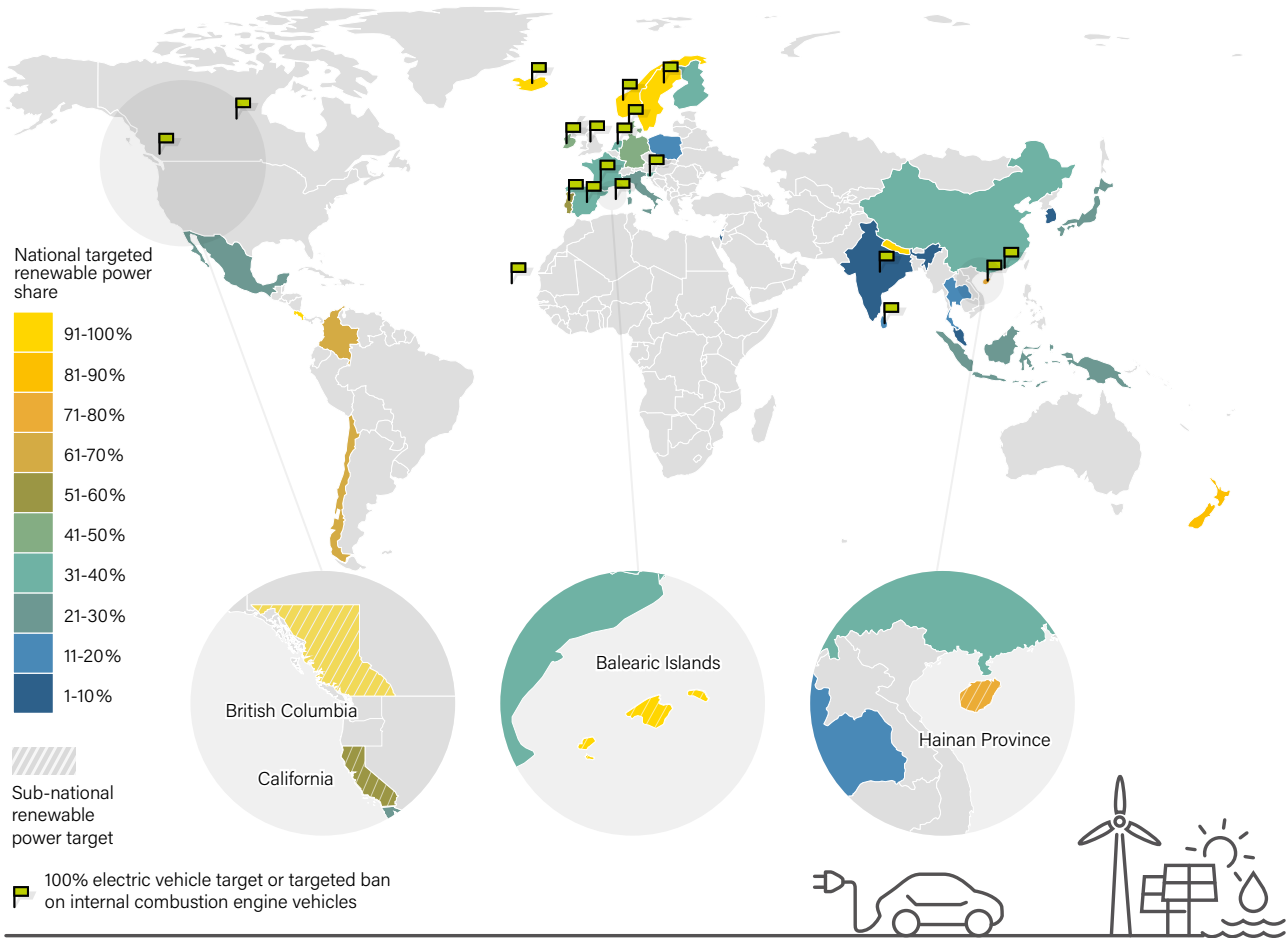 National targeted
renewable power
share
91-100%
81-90%
71-80%
61-70%
51-60%
41-50%
31-40%
21-30%
11-20%
1-10%
Sub-national
renewable
power target
100% electric vehicle target or targeted ban
on internal combustion engine vehicles
British Columbia
California
Balearic Islands
Hainan Province